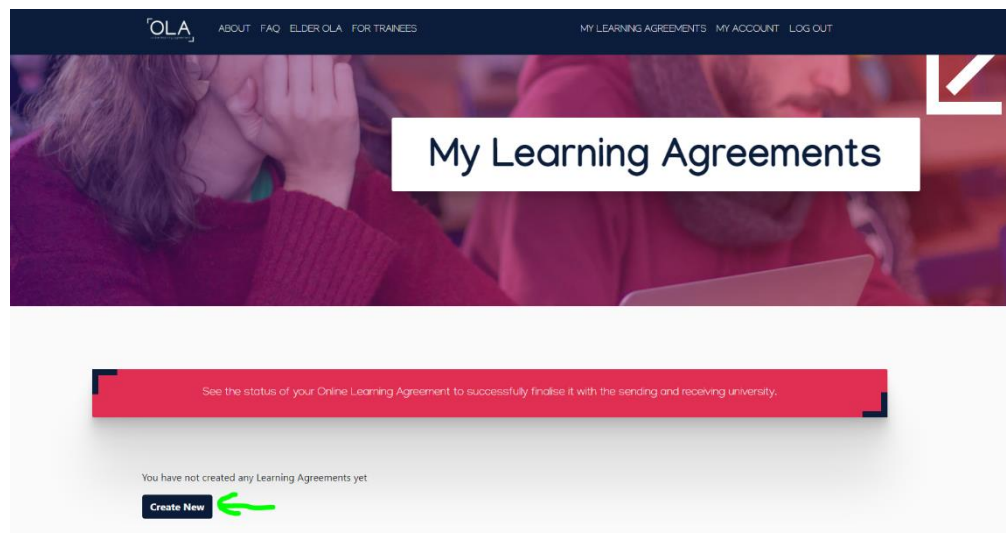 OLA
ABOUT FAQ ELDER OLA FOR TRAINEES
MY LEARNING AGREEMENTS MY ACCOUNT LOG OUT
My Learning Agreements
See the status of your Online Learning Agreement to successfully finalise it with the sending and receiving university.
You have not created any Learning Agreements yet
Create New